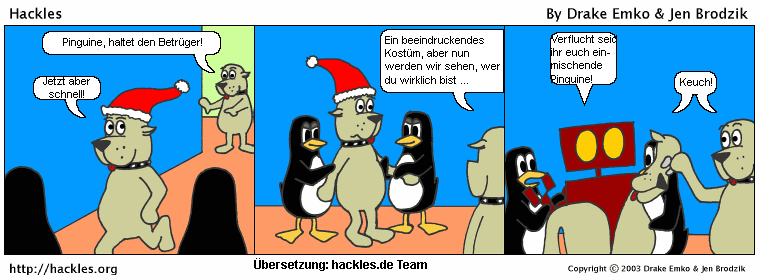 Hackles
By Drake Emko & Jen Brodzik
Pinguine, haltet den Betrüger!
Jetzt aber
schnell!
Ein beeindruckendes
Kostüm, aber nun
werden wir sehen, wer
du wirklich bist ...
Verflucht seid
ihr euch ein-
mischende
Pinguine!
Keuch!
http://hackles.org
Übersetzung: hackles.de Team
Copyright © 2003 Drake Emko & Jen Brodzik